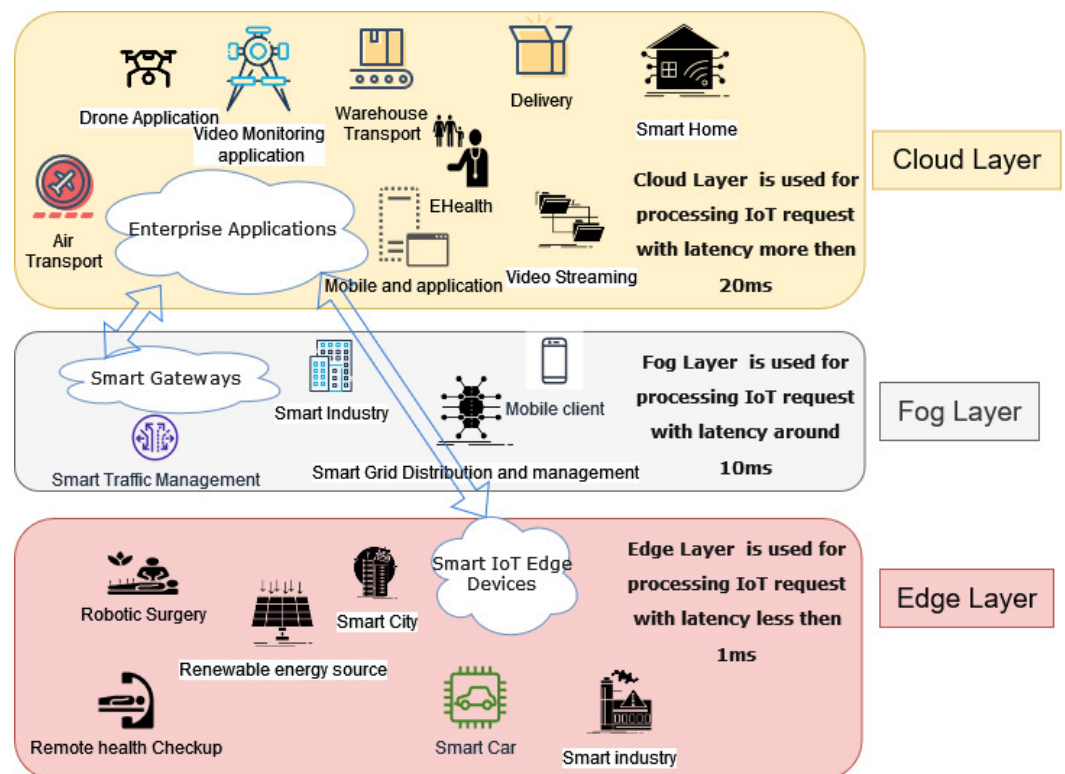 Drone Application
Video Monitoring
application
Warehouse
Transport
Delivery
Smart Home
Cloud Layer
Air
Transport
Enterprise Applications
EHealth
Mobile and application
Video Streaming
Cloud Layer is used for
processing IoT request
with latency more then
20ms
Smart Gateways
Smart Industry
Mobile client
Smart Traffic Management
Smart Grid Distribution and management
Fog Layer is used for
processing IoT request
with latency around
10ms
Fog Layer
Robotic Surgery
Renewable energy source
Smart City
Smart IoT Edge
Devices
Remote health Checkup
Smart Car
Smart industry
Edge Layer is used for
processing IoT request
with latency less then
1ms
Edge Layer